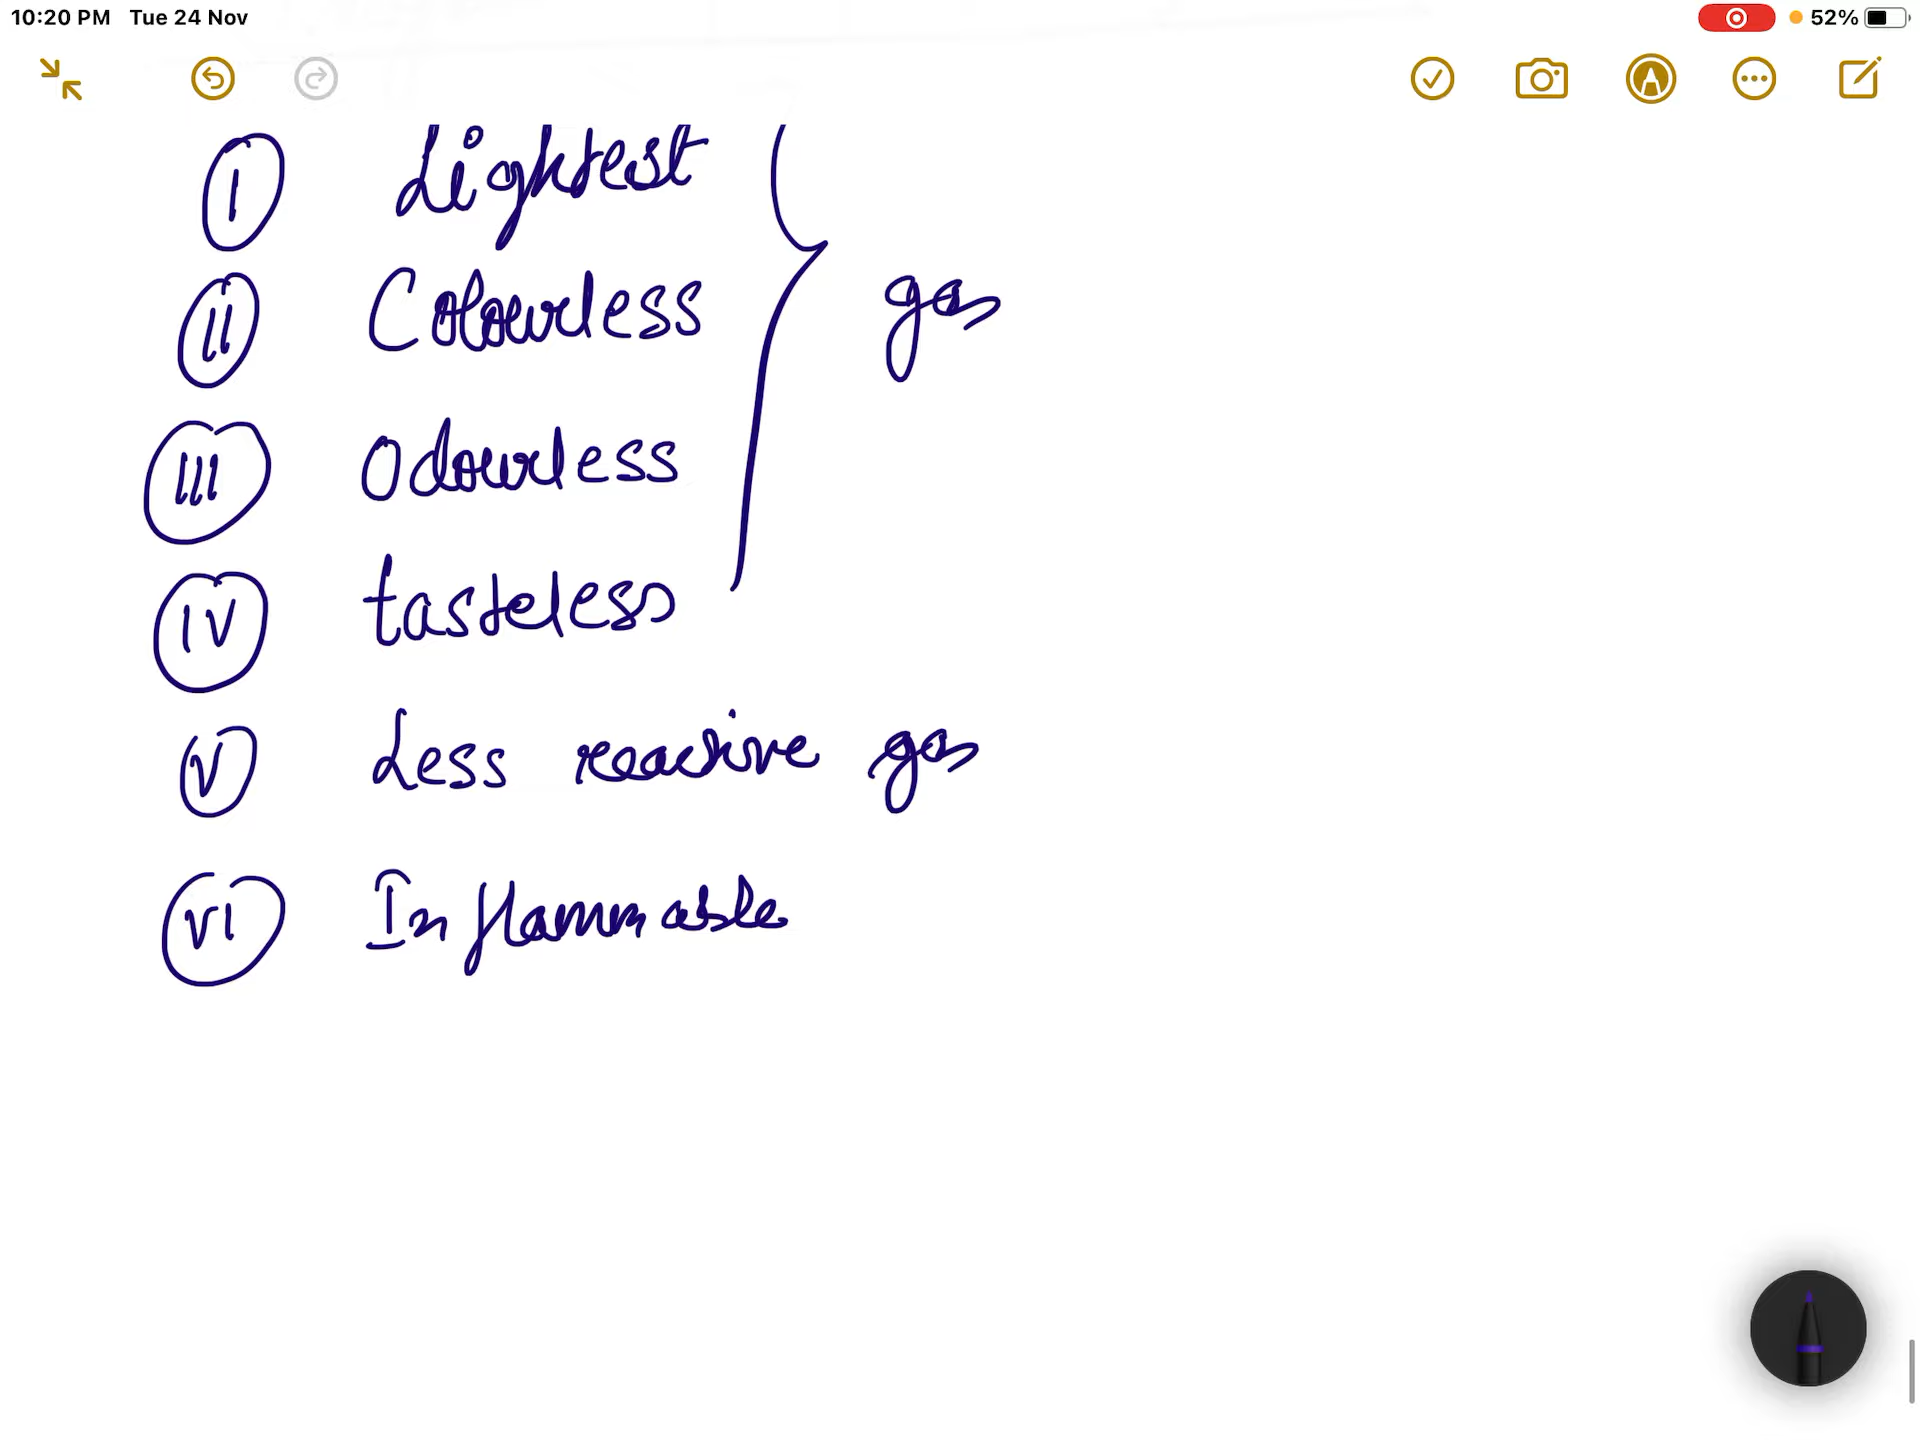 10:20 PM Tue 24 Nov 52%
I Lightest
II Colourless gas
III Odourless
IV tasteless
V Less reactive gas
VI Inflammable